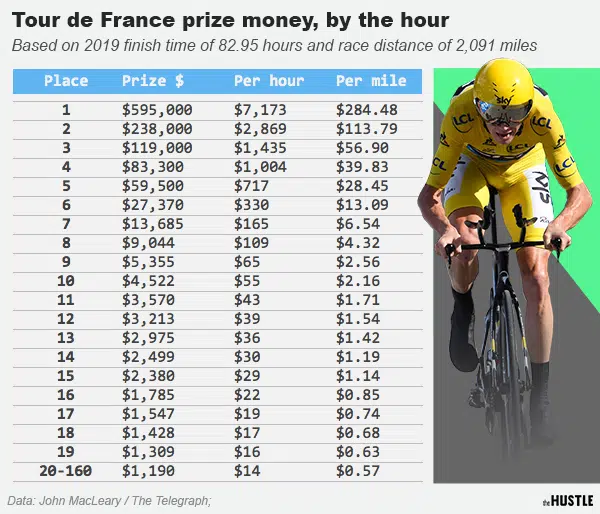 Tour de France prize money, by the hour
Based on 2019 finish time of 82.95 hours and race distance of 2,091 miles
Place Prize $ Per hour Per mile
1 $595,000 $7,173 $284.48
2 $238,000 $2,869 $113.79
3 $119,000 $1,435 $56.90
4 $83,300 $1,004 $39.83
5 $59,500 $717 $28.45
6 $27,370 $330 $13.09
7 $13,685 $165 $6.54
8 $9,044 $109 $4.32
9 $5,355 $65 $2.56
10 $4,522 $55 $2.16
11 $3,570 $43 $1.71
12 $3,213 $39 $1.54
13 $2,975 $36 $1.42
14 $2,499 $30 $1.19
15 $2,380 $29 $1.14
16 $1,785 $22 $0.85
17 $1,547 $19 $0.74
18 $1,428 $17 $0.68
19 $1,309 $16 $0.63
20-160 $1,190 $14 $0.57
sky
LCL
LCL
LCL
sky
Data: John MacLeary / The Telegraph;
the HUSTLE